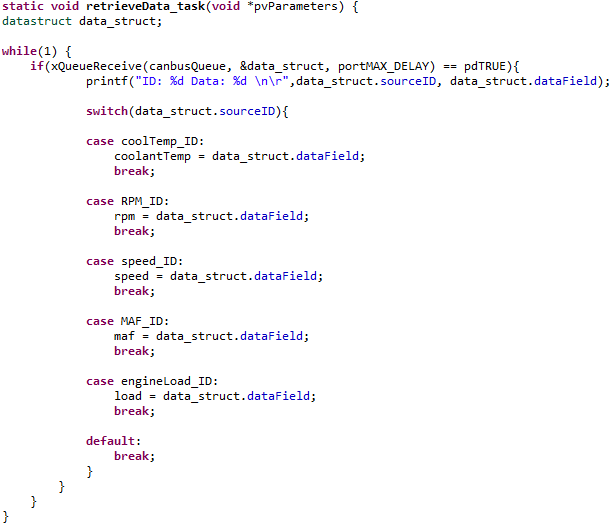 static void retrieveData_task(void *pvParameters) {
datastruct data_struct;

while(1) {
    if(xQueueReceive(canbusQueue, &data_struct, portMAX_DELAY) == pdTRUE){
            printf("ID: %d Data: %d \n\r",data_struct.sourceID, data_struct.dataField);

            switch(data_struct.sourceID){

            case coolTemp_ID:
                coolantTemp = data_struct.dataField;
                break;

            case RPM_ID:
                rpm = data_struct.dataField;
                break;

            case speed_ID:
                speed = data_struct.dataField;
                break;

            case MAF_ID:
                maf = data_struct.dataField;
                break;

            case engineLoad_ID:
                load = data_struct.dataField;
                break;

            default:
                break;
            }
        }
    }
}